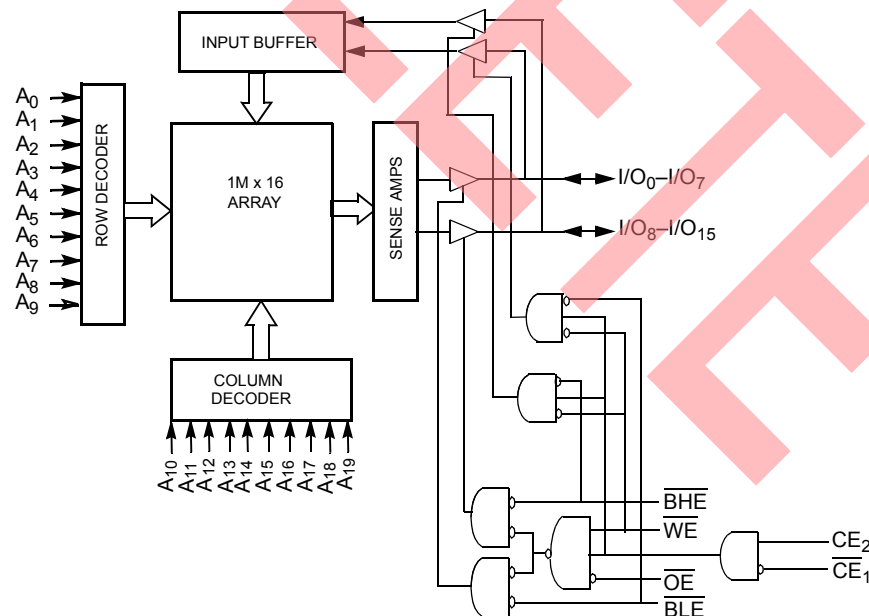 INPUT BUFFER
A0
A1
A2
A3
A4
A5
A6
A7
A8
A9
ROW DECODER
1M x 16
ARRAY
SENSE AMPS
I/O0–I/O7
I/O8–I/O15
COLUMN
DECODER
A10
A11
A12
A13
A14
A15
A16
A17
A18
A19
BHE
WE
CE2
CE1
OE
BLE